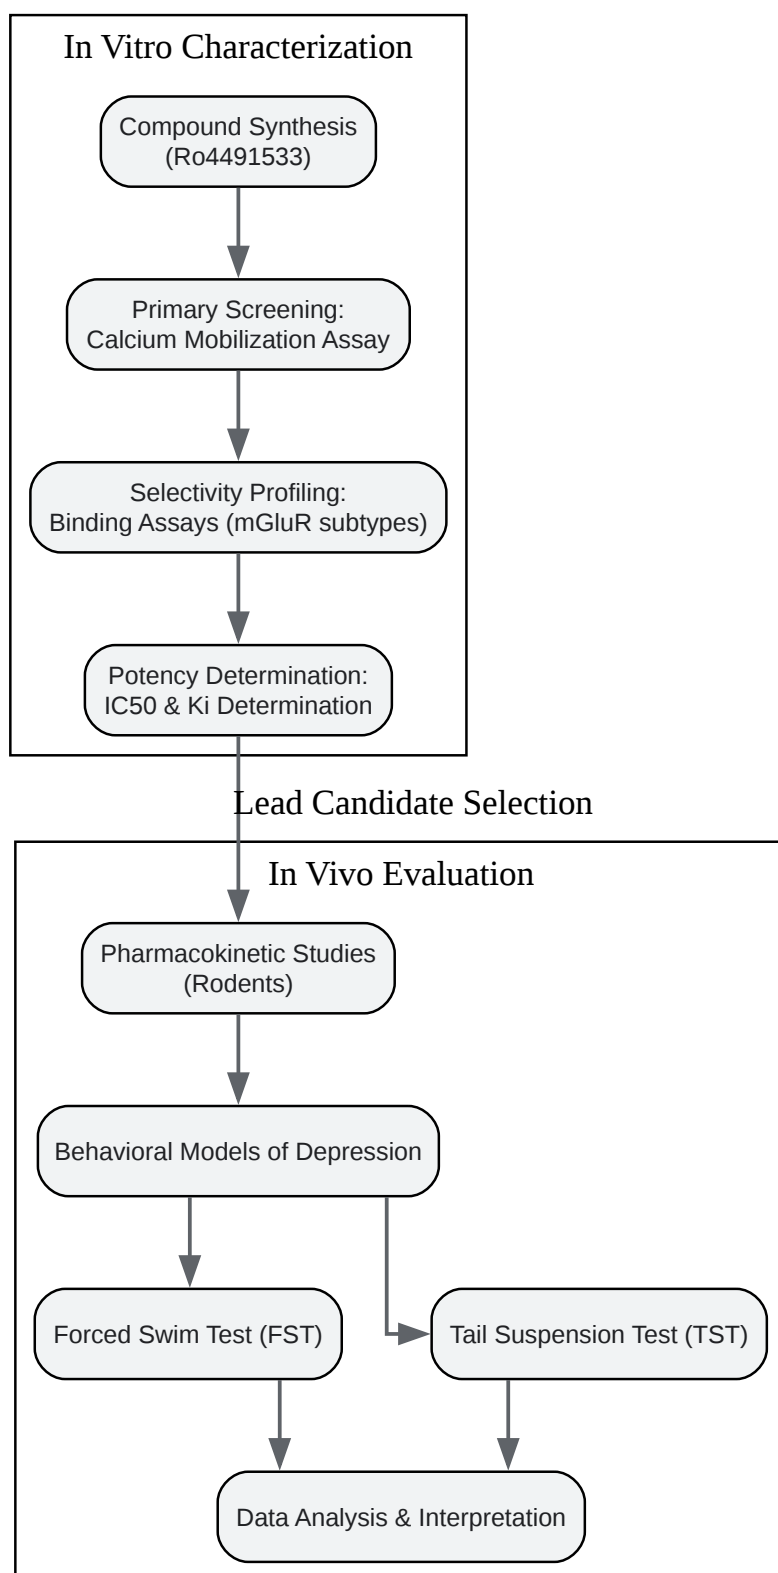 In Vitro Characterization
Compound Synthesis
(Ro4491533)
Primary Screening:
Calcium Mobilization Assay
Selectivity Profiling:
Binding Assays (mGluR subtypes)
Potency Determination:
IC50 & Ki Determination
Lead Candidate Selection
In Vivo Evaluation
Pharmacokinetic Studies
(Rodents)
Behavioral Models of Depression
Forced Swim Test (FST)
Tail Suspension Test (TST)
Data Analysis & Interpretation